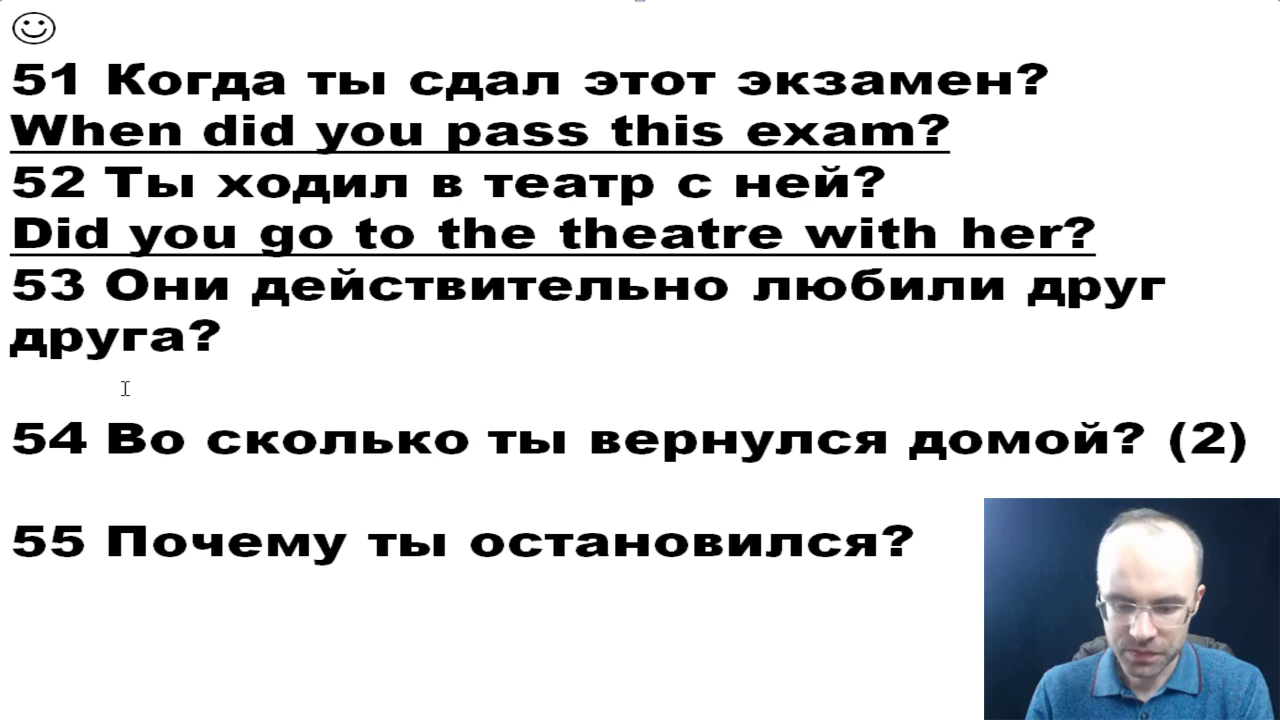 51 Когда ты сдал этот экзамен?
When did you pass this exam?
52 Ты ходил в театр с ней?
Did you go to the theatre with her?
53 Они действительно любили друг
друга?
54 Во сколько ты вернулся домой? (2)
55 Почему ты остановился?